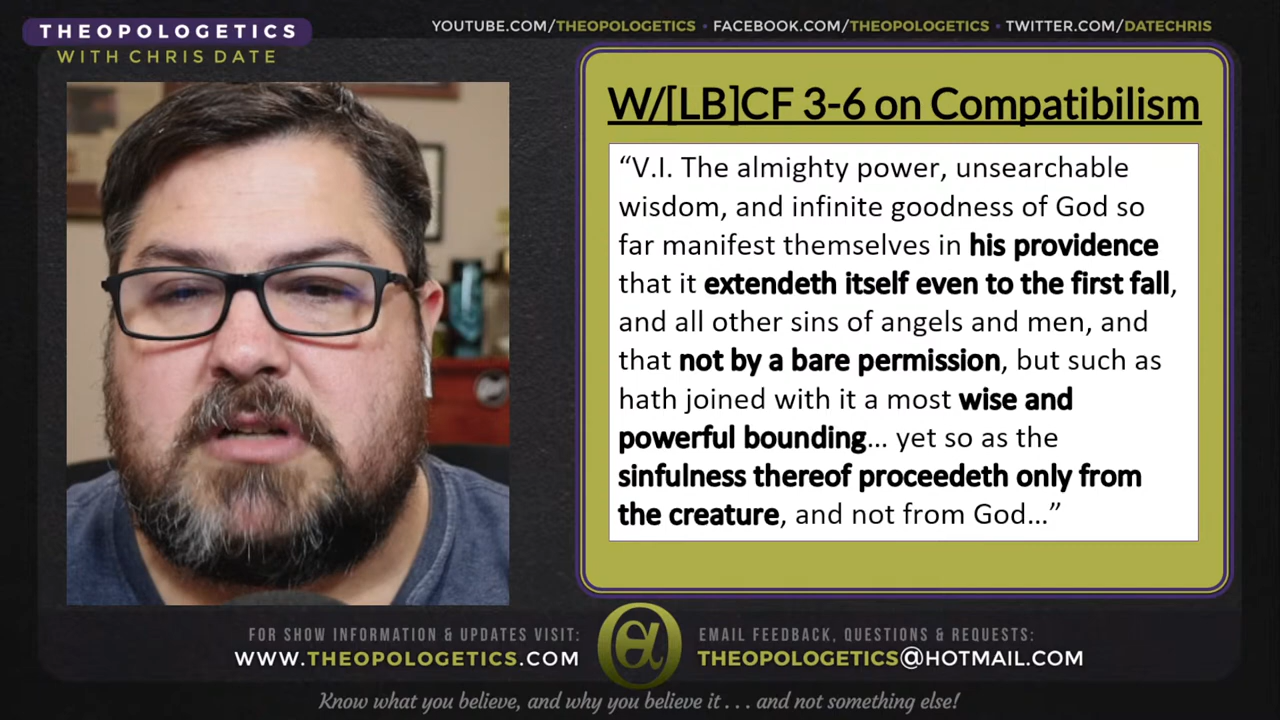 THEOPOLOGETICS
WITH CHRIS DATE
YOUTUBE.COM/THEOPOLOGETICS • FACEBOOK.COM/THEOPOLOGETICS • TWITTER.COM/DATECHRIS
W/[LB]CF 3-6 on Compatibilism
“V.I. The almighty power, unsearchable
wisdom, and infinite goodness of God so
far manifest themselves in his providence
that it extendeth itself even to the first fall,
and all other sins of angels and men, and
that not by a bare permission, but such as
hath joined with it a most wise and
powerful bounding... yet so as the
sinfulness thereof proceedeth only from
the creature, and not from God...”
FOR SHOW INFORMATION & UPDATES VISIT:
WWW.THEOPOLOGETICS.COM
EMAIL FEEDBACK, QUESTIONS & REQUESTS:
THEOPOLOGETICS@HOTMAIL.COM
Know what you believe, and why you believe it . . . and not something else!